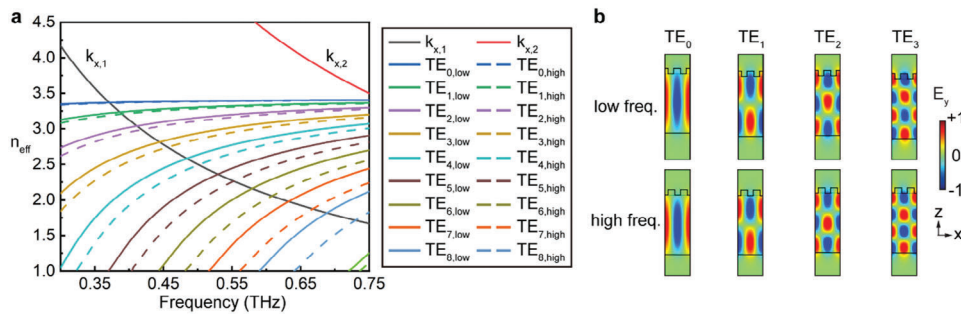 a
4.5
4.0
3.5
3.0
2.5
2.0
1.5
1.0
n_eff
k_x,1
k_x,2
0.35 0.45 0.55 0.65 0.75
Frequency (THz)
k_x,1 k_x,2
TE_0,low TE_0,high
TE_1,low TE_1,high
TE_2,low TE_2,high
TE_3,low TE_3,high
TE_4,low TE_4,high
TE_5,low TE_5,high
TE_6,low TE_6,high
TE_7,low TE_7,high
TE_8,low TE_8,high
b
TE_0 TE_1 TE_2 TE_3
low freq.
high freq.
E_y
+1
0
-1
z
x